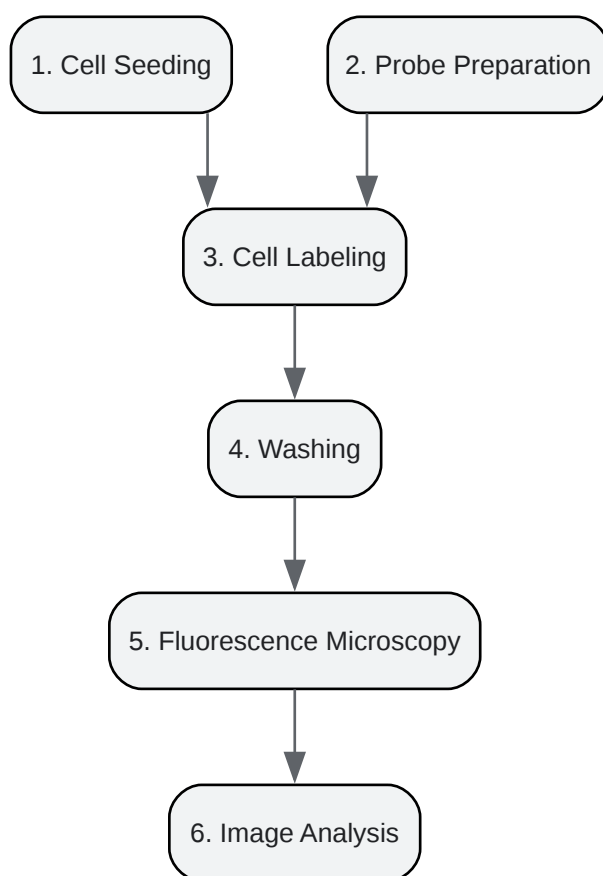 1. Cell Seeding
2. Probe Preparation
3. Cell Labeling
4. Washing
5. Fluorescence Microscopy
6. Image Analysis